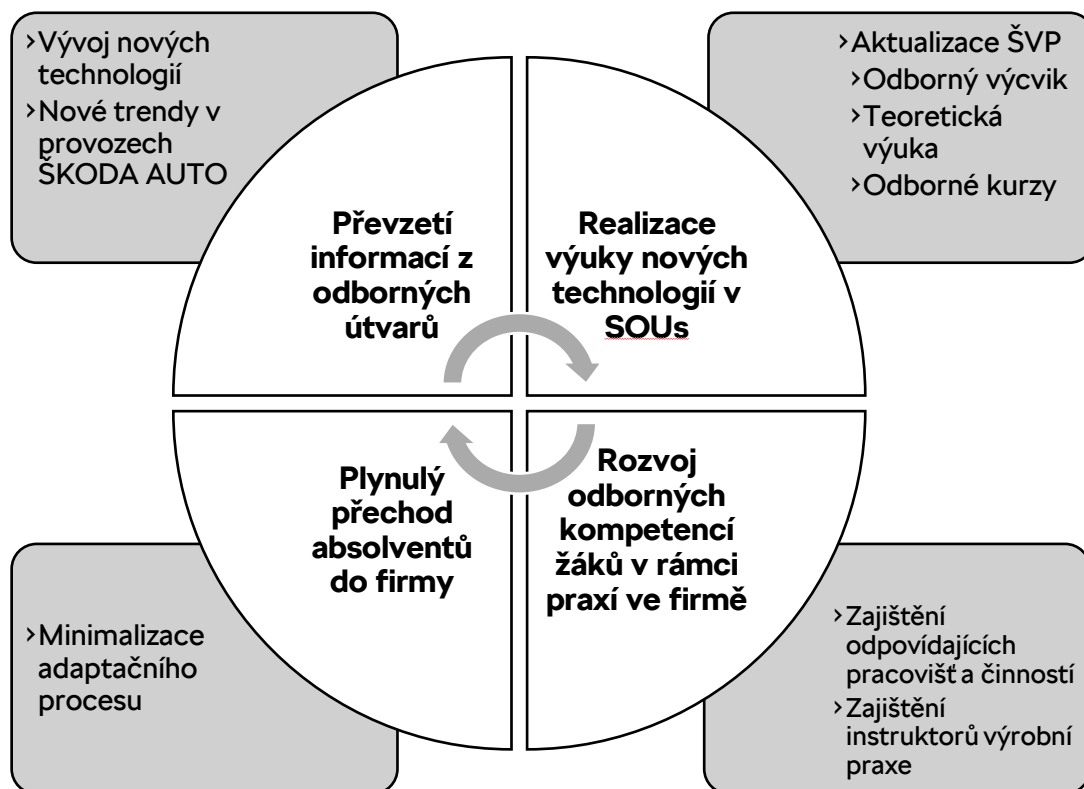 ›Vývoj nových
technologií
›Nové trendy v
provozech
ŠKODA AUTO
›Aktualizace ŠVP
›Odborný výcvik
›Teoretická
výuka
›Odborné kurzy
Převzetí
informací z
odborných
útvarů
Realizace
výuky nových
technologií v
SOUs
Plynulý
přechod
absolventů
do firmy
Rozvoj
odborných
kompetencí
žáků v rámci
praxí ve firmě
›Minimalizace
adaptačního
procesu
›Zajištění
odpovídajících
pracovišť a činností
›Zajištění
instruktorů výrobní
praxe